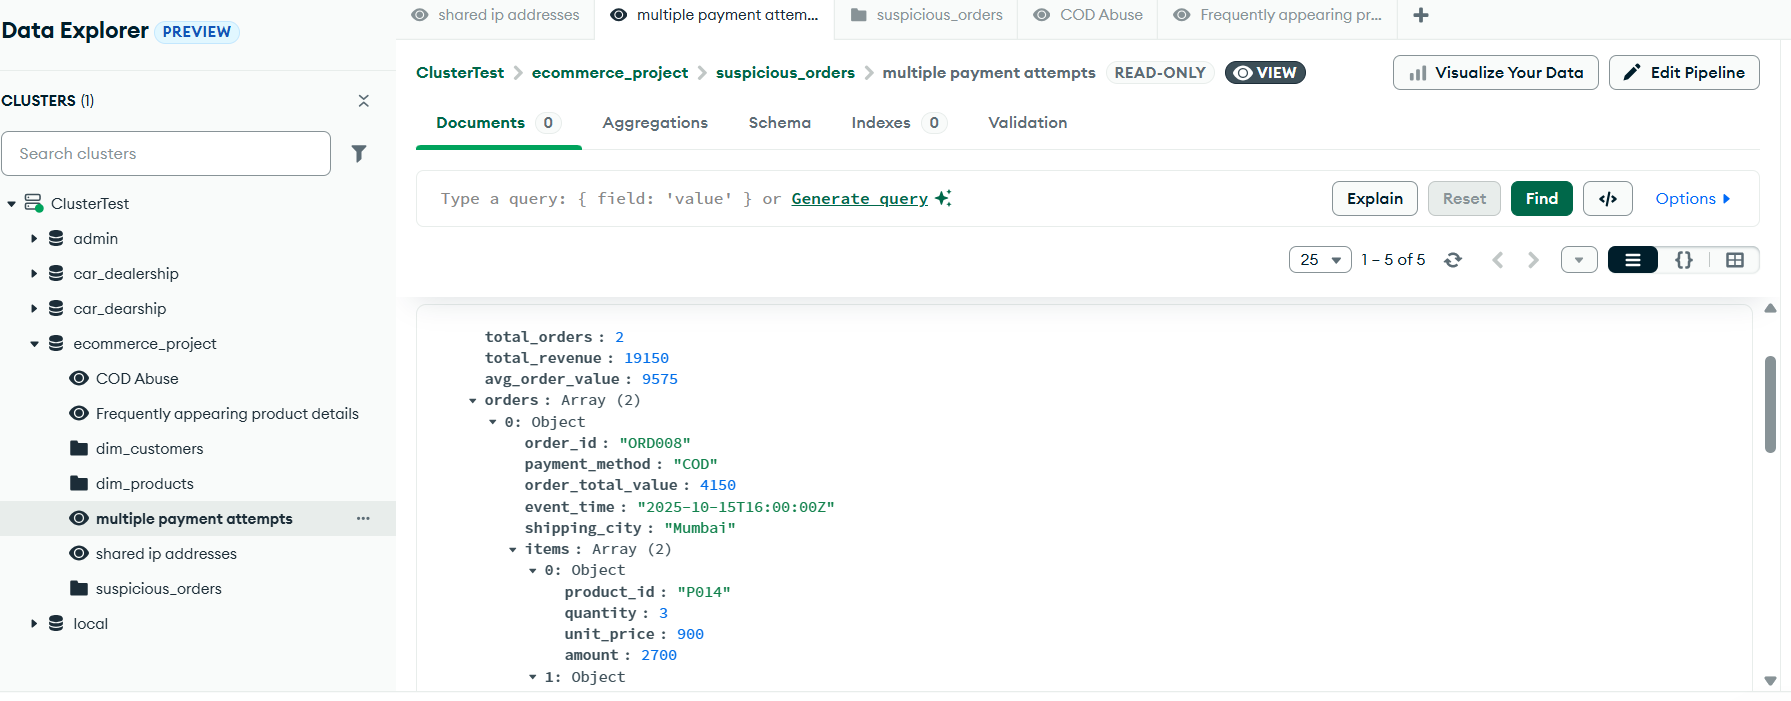 Data Explorer PREVIEW
CLUSTERS (1)
Search clusters
ClusterTest
admin
car_dealership
car_dearship
ecommerce_project
COD Abuse
Frequently appearing product details
dim_customers
dim_products
multiple payment attempts ...
shared ip addresses
suspicious_orders
local
shared ip addresses
multiple payment attem...
suspicious_orders
COD Abuse
Frequently appearing pr...
ClusterTest > ecommerce_project > suspicious_orders > multiple payment attempts READ-ONLY VIEW
Visualize Your Data
Edit Pipeline
Documents 0
Aggregations
Schema
Indexes 0
Validation
Type a query: { field: 'value' } or Generate query
Explain
Reset
Find
</>
Options
25
1 – 5 of 5
{}
total_orders : 2
total_revenue : 19150
avg_order_value : 9575
orders : Array (2)
0: Object
order_id : "ORD008"
payment_method : "COD"
order_total_value : 4150
event_time : "2025-10-15T16:00:00Z"
shipping_city : "Mumbai"
items : Array (2)
0: Object
product_id : "P014"
quantity : 3
unit_price : 900
amount : 2700
1: Object